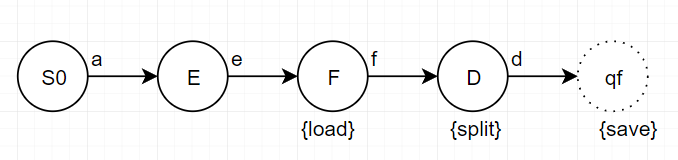 a e f d
S0 E F D qf
{load} {split} {save}